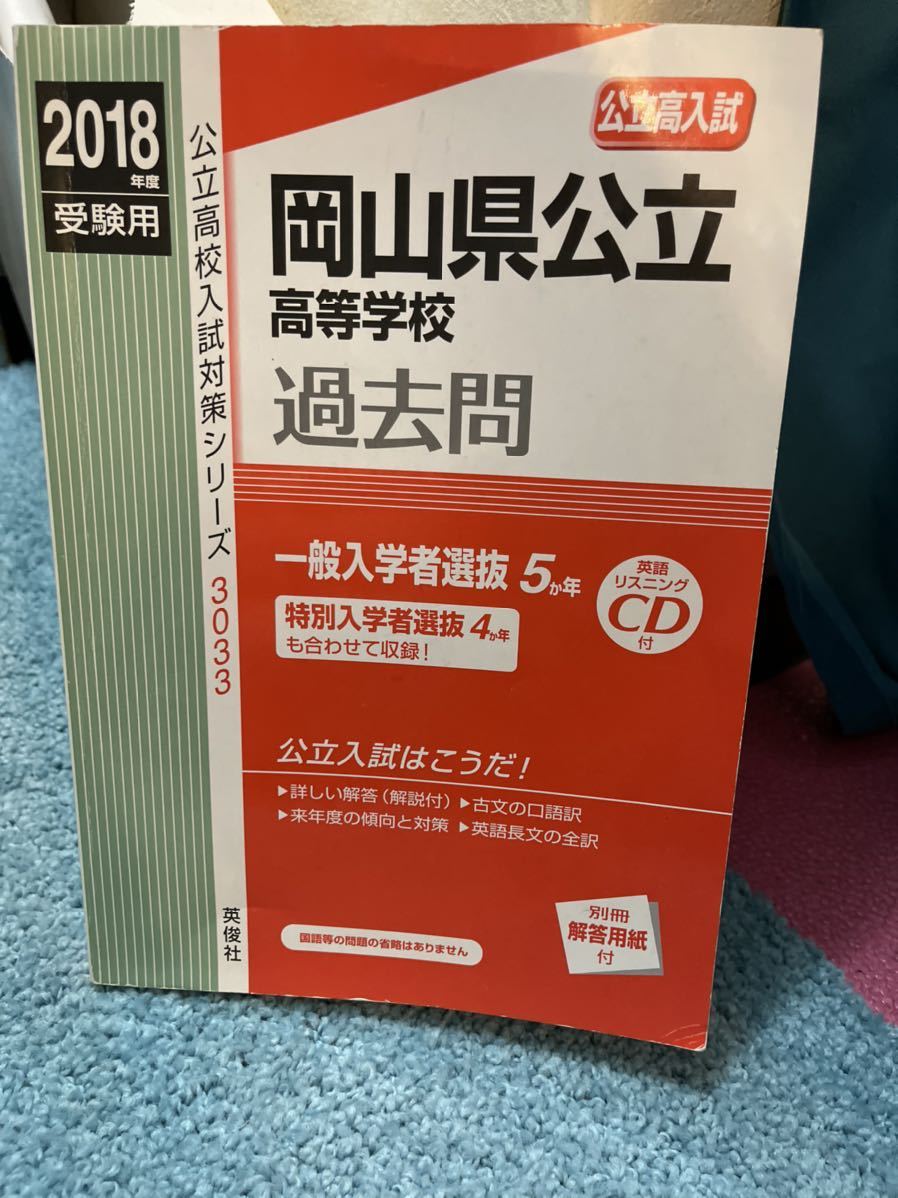 2018年度
受験用
公立高校入試対策シリーズ 3033
英俊社
公立高入試
岡山県公立
高等学校
過去問
一般入学者選抜 5か年
特別入学者選抜 4か年
も合わせて収録!
英語
リスニング
CD
付
公立入試はこうだ!
▶詳しい解答(解説付) ▶古文の口語訳
▶来年度の傾向と対策 ▶英語長文の全訳
国語等の問題の省略はありません
別冊
解答用紙
付